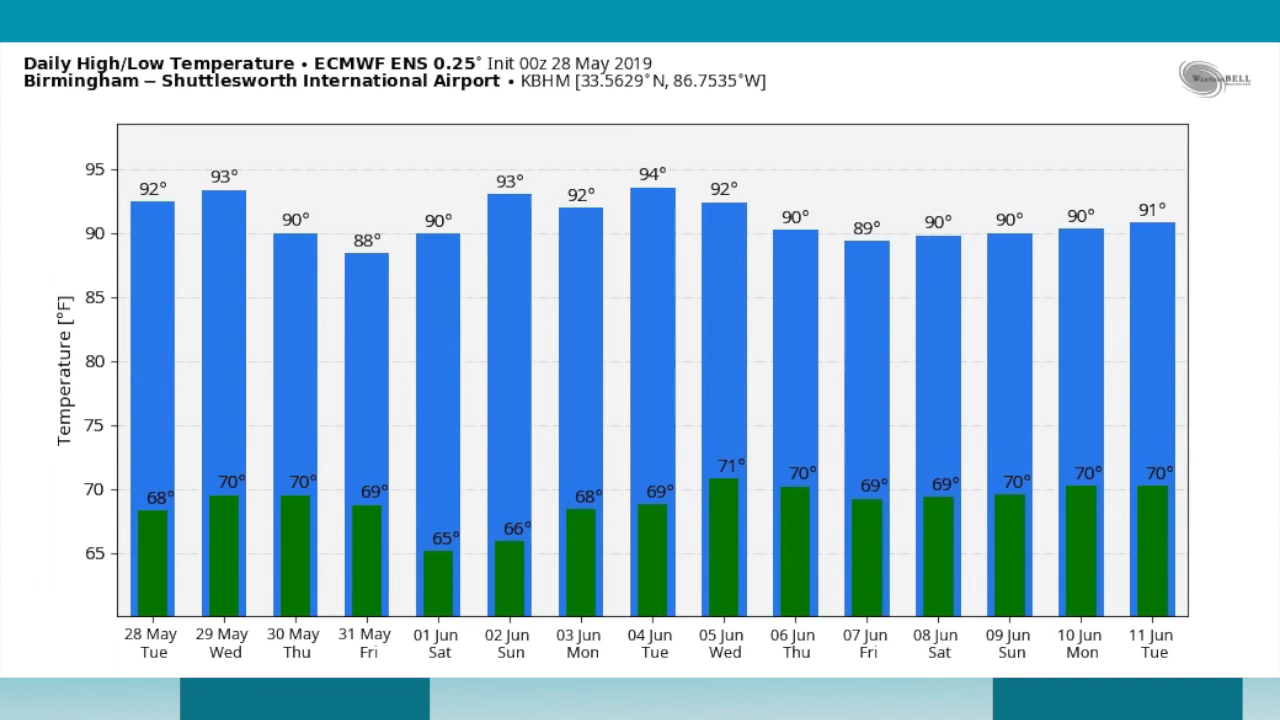 Daily High/Low Temperature • ECMWF ENS 0.25° Init 00z 28 May 2019
Birmingham – Shuttlesworth International Airport • KBHM [33.5629°N, 86.7535°W]
WeatherBELL
Temperature [°F]
95
90
85
80
75
70
65
92° 93° 90° 88° 90° 93° 92° 94° 92° 90° 89° 90° 90° 90° 91°
68° 70° 70° 69° 65° 66° 68° 69° 71° 70° 69° 69° 70° 70° 70°
28 May 29 May 30 May 31 May 01 Jun 02 Jun 03 Jun 04 Jun 05 Jun 06 Jun 07 Jun 08 Jun 09 Jun 10 Jun 11 Jun
Tue Wed Thu Fri Sat Sun Mon Tue Wed Thu Fri Sat Sun Mon Tue